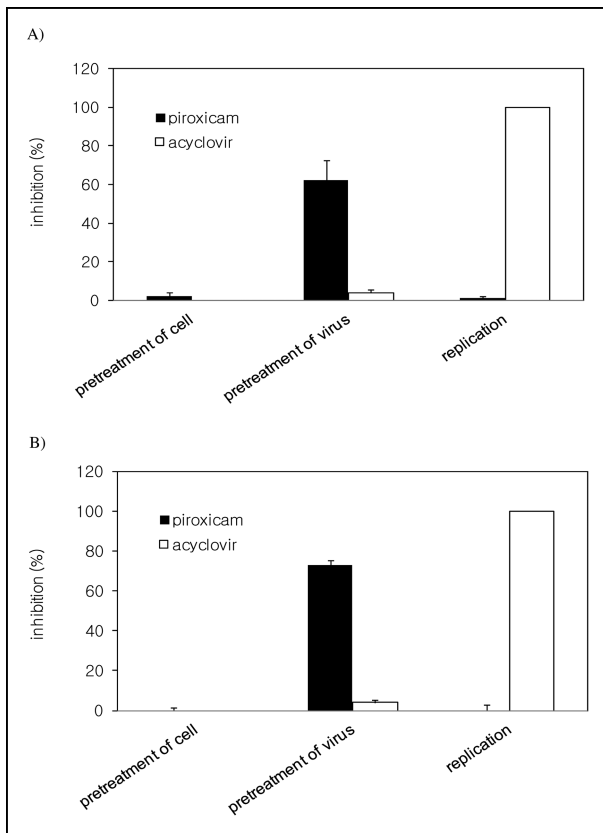 A)
120
100
80
60
40
20
0
inhibition (%)
piroxicam
acyclovir
pretreatment of cell
pretreatment of virus
replication
B)
120
100
80
60
40
20
0
inhibition (%)
piroxicam
acyclovir
pretreatment of cell
pretreatment of virus
replication